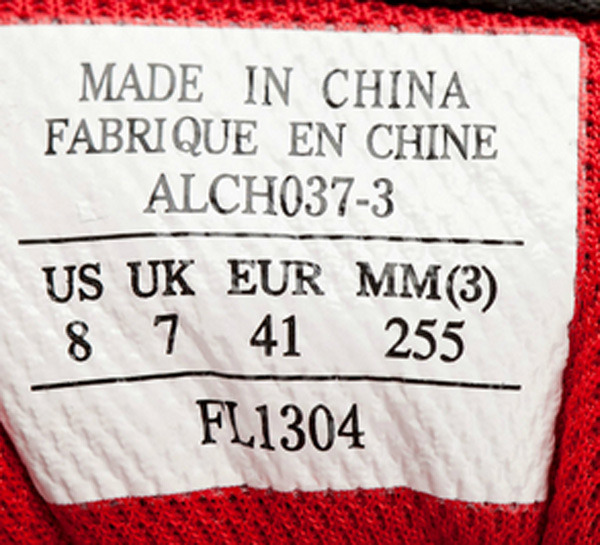 MADE IN CHINA
FABRIQUE EN CHINE
ALCH037-3
US UK EUR MM(3)
8 7 41 255
FL1304